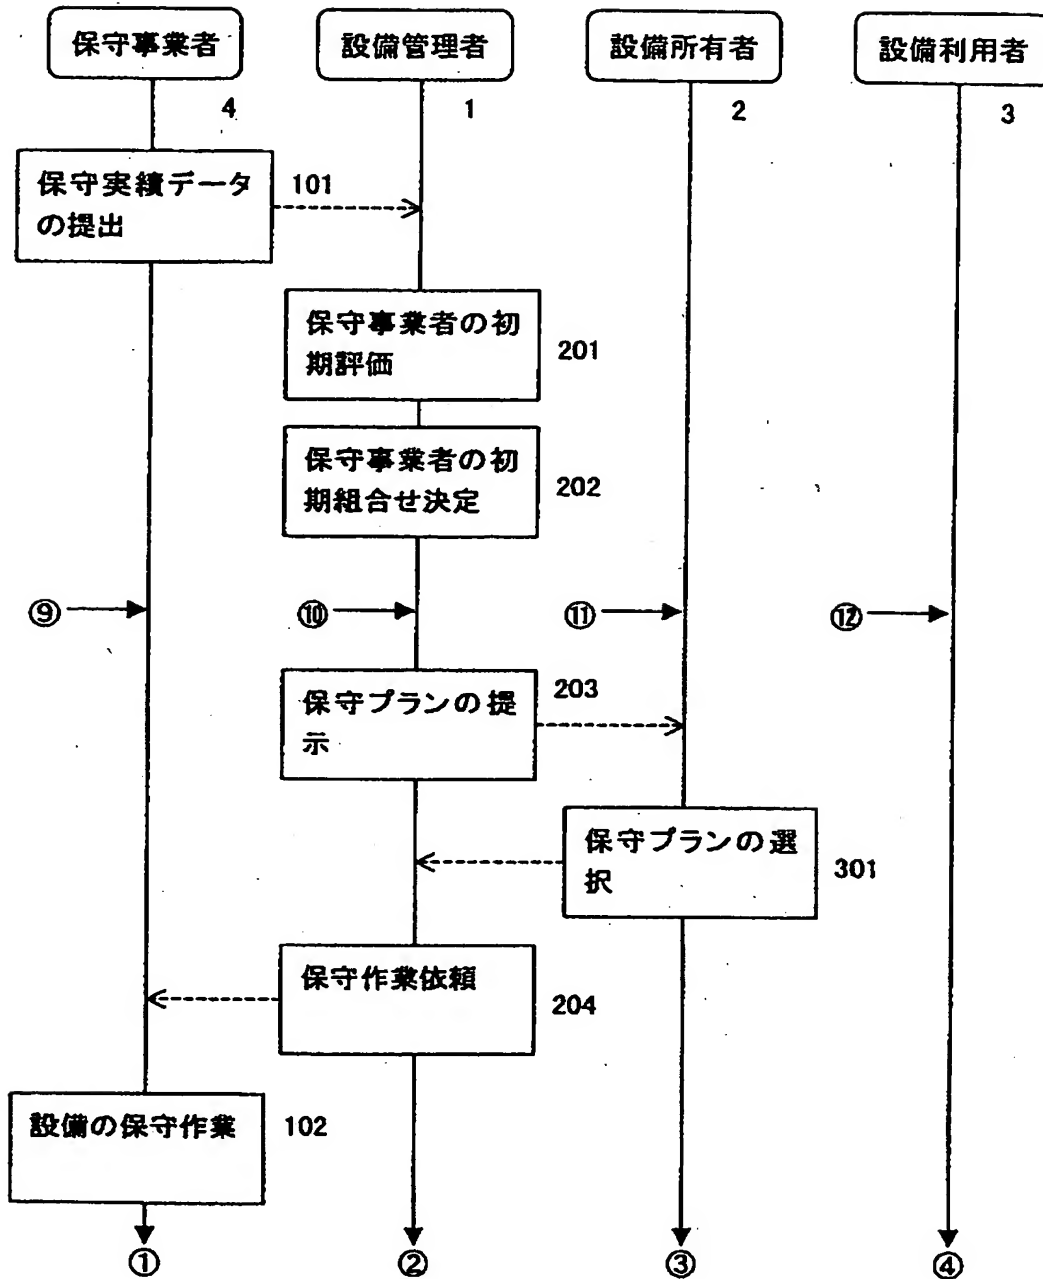 保守事業者
設備管理者
設備所有者
設備利用者
4
1
2
3
保守実績データ
の提出
101
保守事業者の初
期評価
201
保守事業者の初
期組合せ決定
202
⑨
⑩
⑪
⑫
保守プランの提
示
203
保守プランの選
択
301
保守作業依頼
204
設備の保守作業
102
①
②
③
④